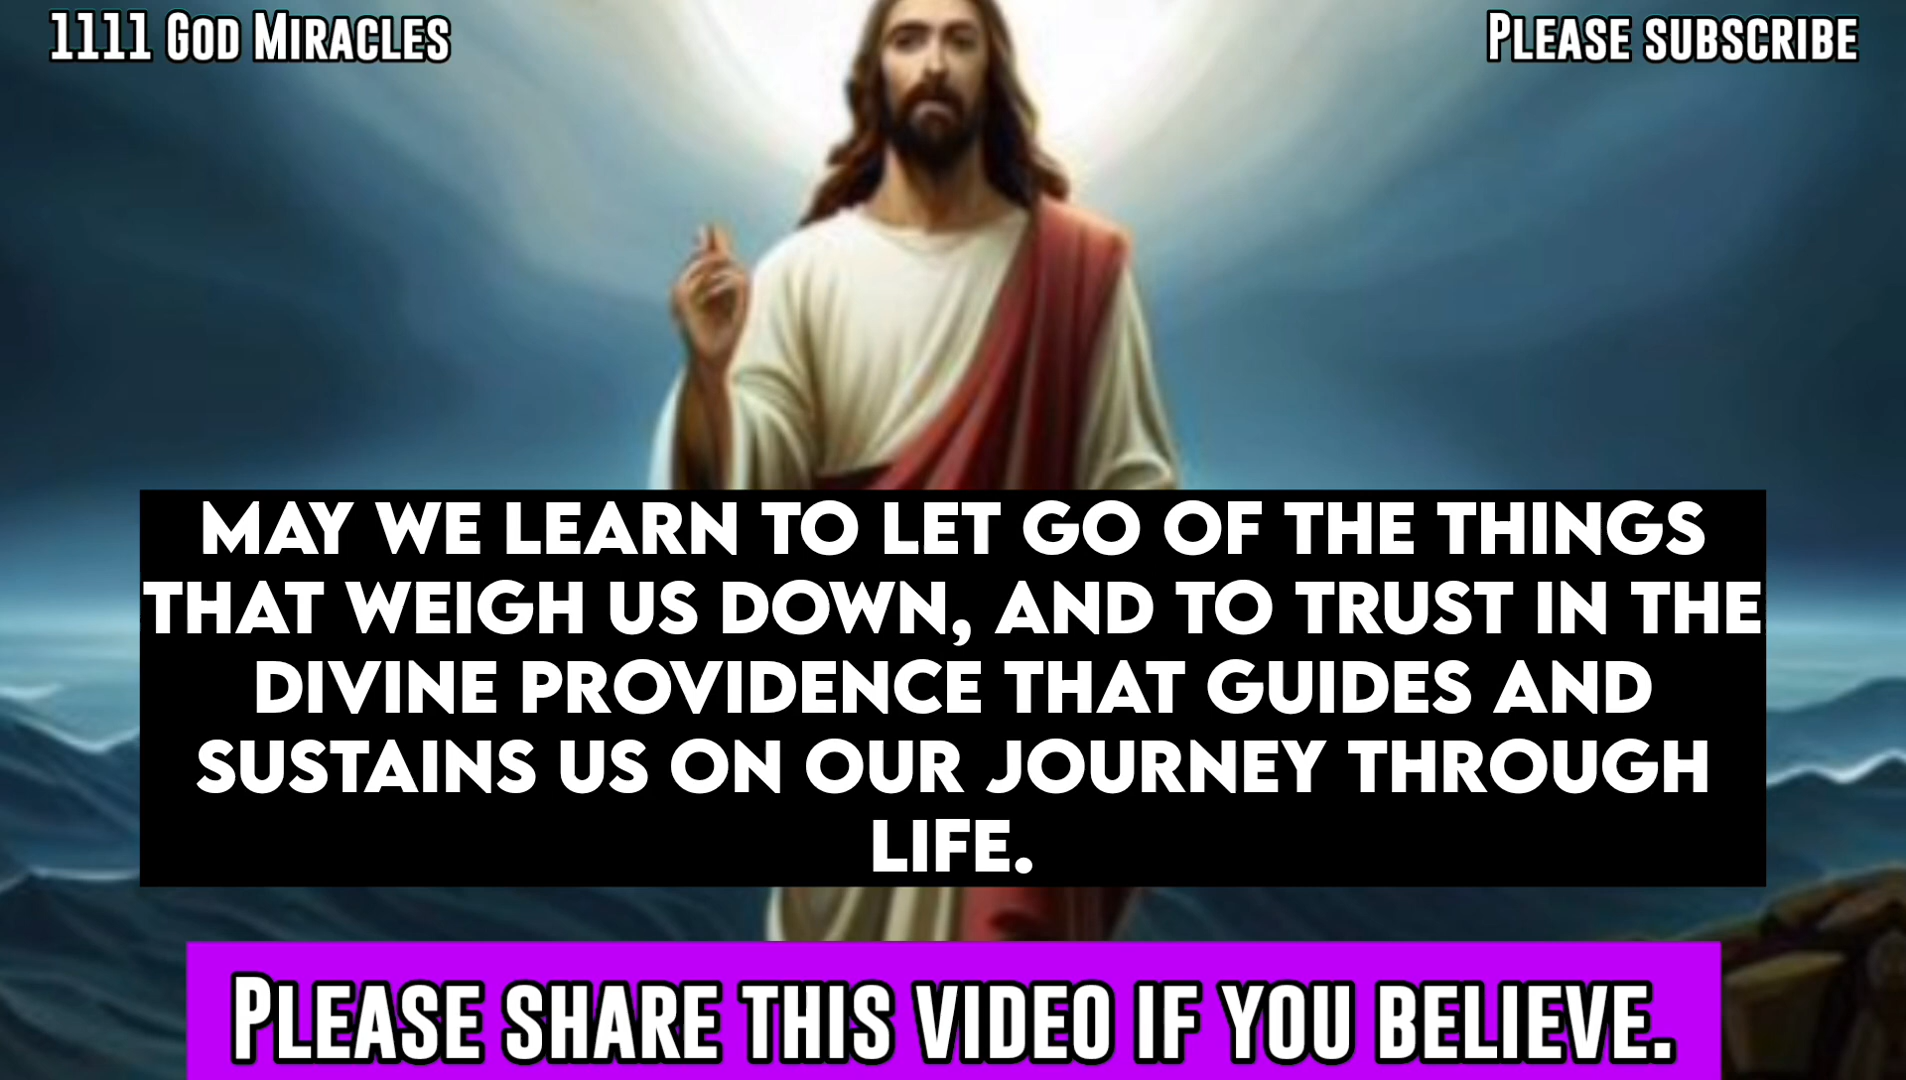 1111 God Miracles
Please subscribe
MAY WE LEARN TO LET GO OF THE THINGS
THAT WEIGH US DOWN, AND TO TRUST IN THE
DIVINE PROVIDENCE THAT GUIDES AND
SUSTAINS US ON OUR JOURNEY THROUGH
LIFE.
Please share this video if you believe.